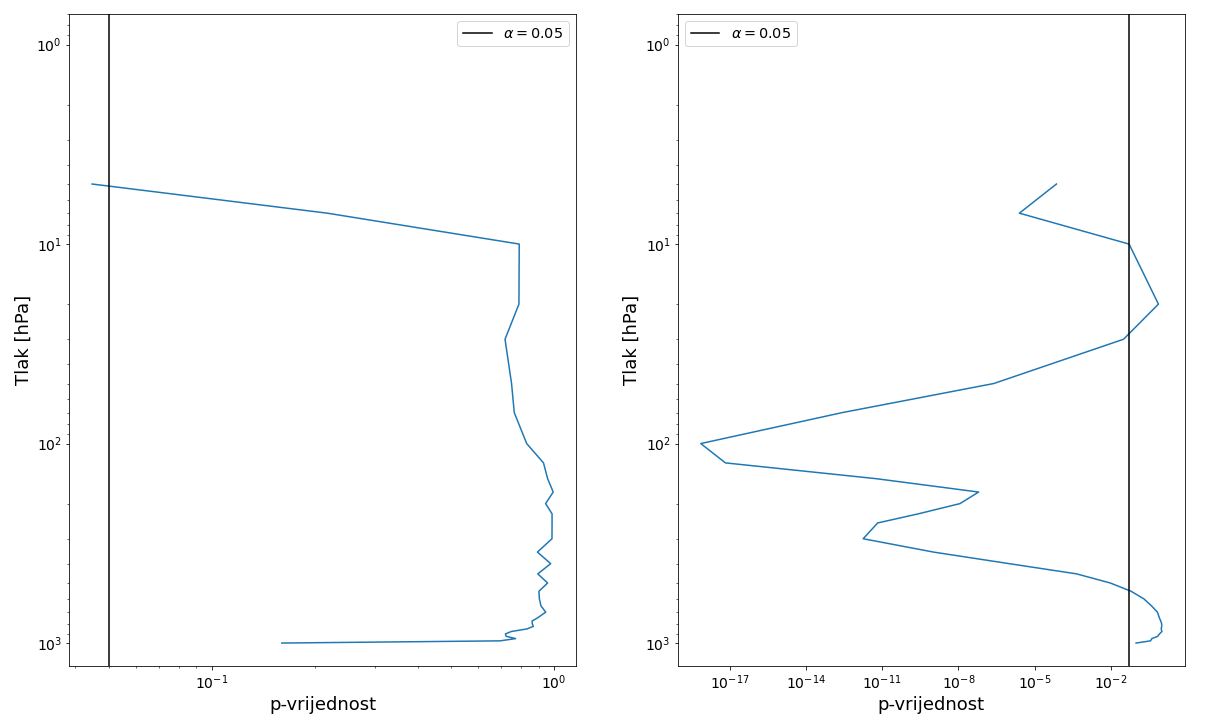 α = 0.05
10⁰
10¹
10²
10³
Tlak [hPa]
10⁻¹
10⁰
p-vrijednost
α = 0.05
10⁰
10¹
10²
10³
Tlak [hPa]
10⁻¹⁷
10⁻¹⁴
10⁻¹¹
10⁻⁸
10⁻⁵
10⁻²
p-vrijednost